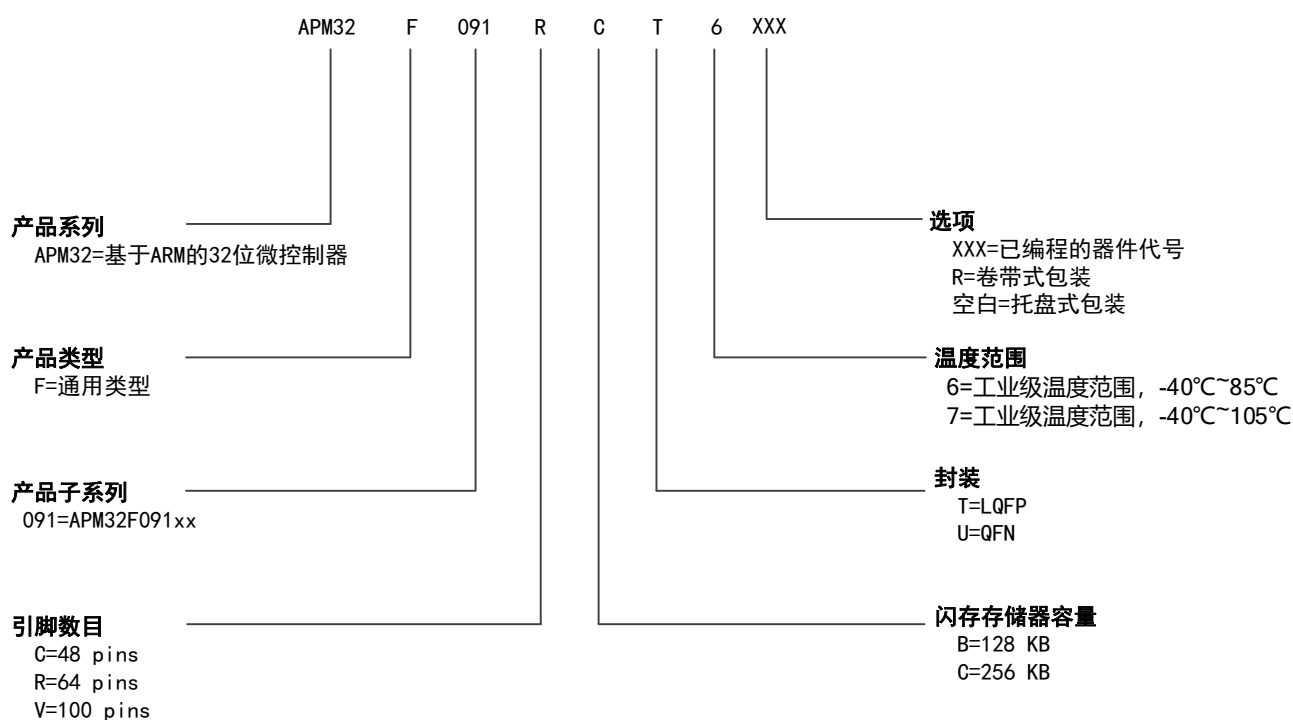 APM32 F 091 R C T 6 XXX
产品系列
APM32=基于ARM的32位微控制器
产品类型
F=通用类型
产品子系列
091=APM32F091xx
引脚数目
C=48 pins
R=64 pins
V=100 pins
选项
XXX=已编程的器件代号
R=卷带式包装
空白=托盘式包装
温度范围
6=工业级温度范围，-40℃~85℃
7=工业级温度范围，-40℃~105℃
封装
T=LQFP
U=QFN
闪存存储器容量
B=128 KB
C=256 KB